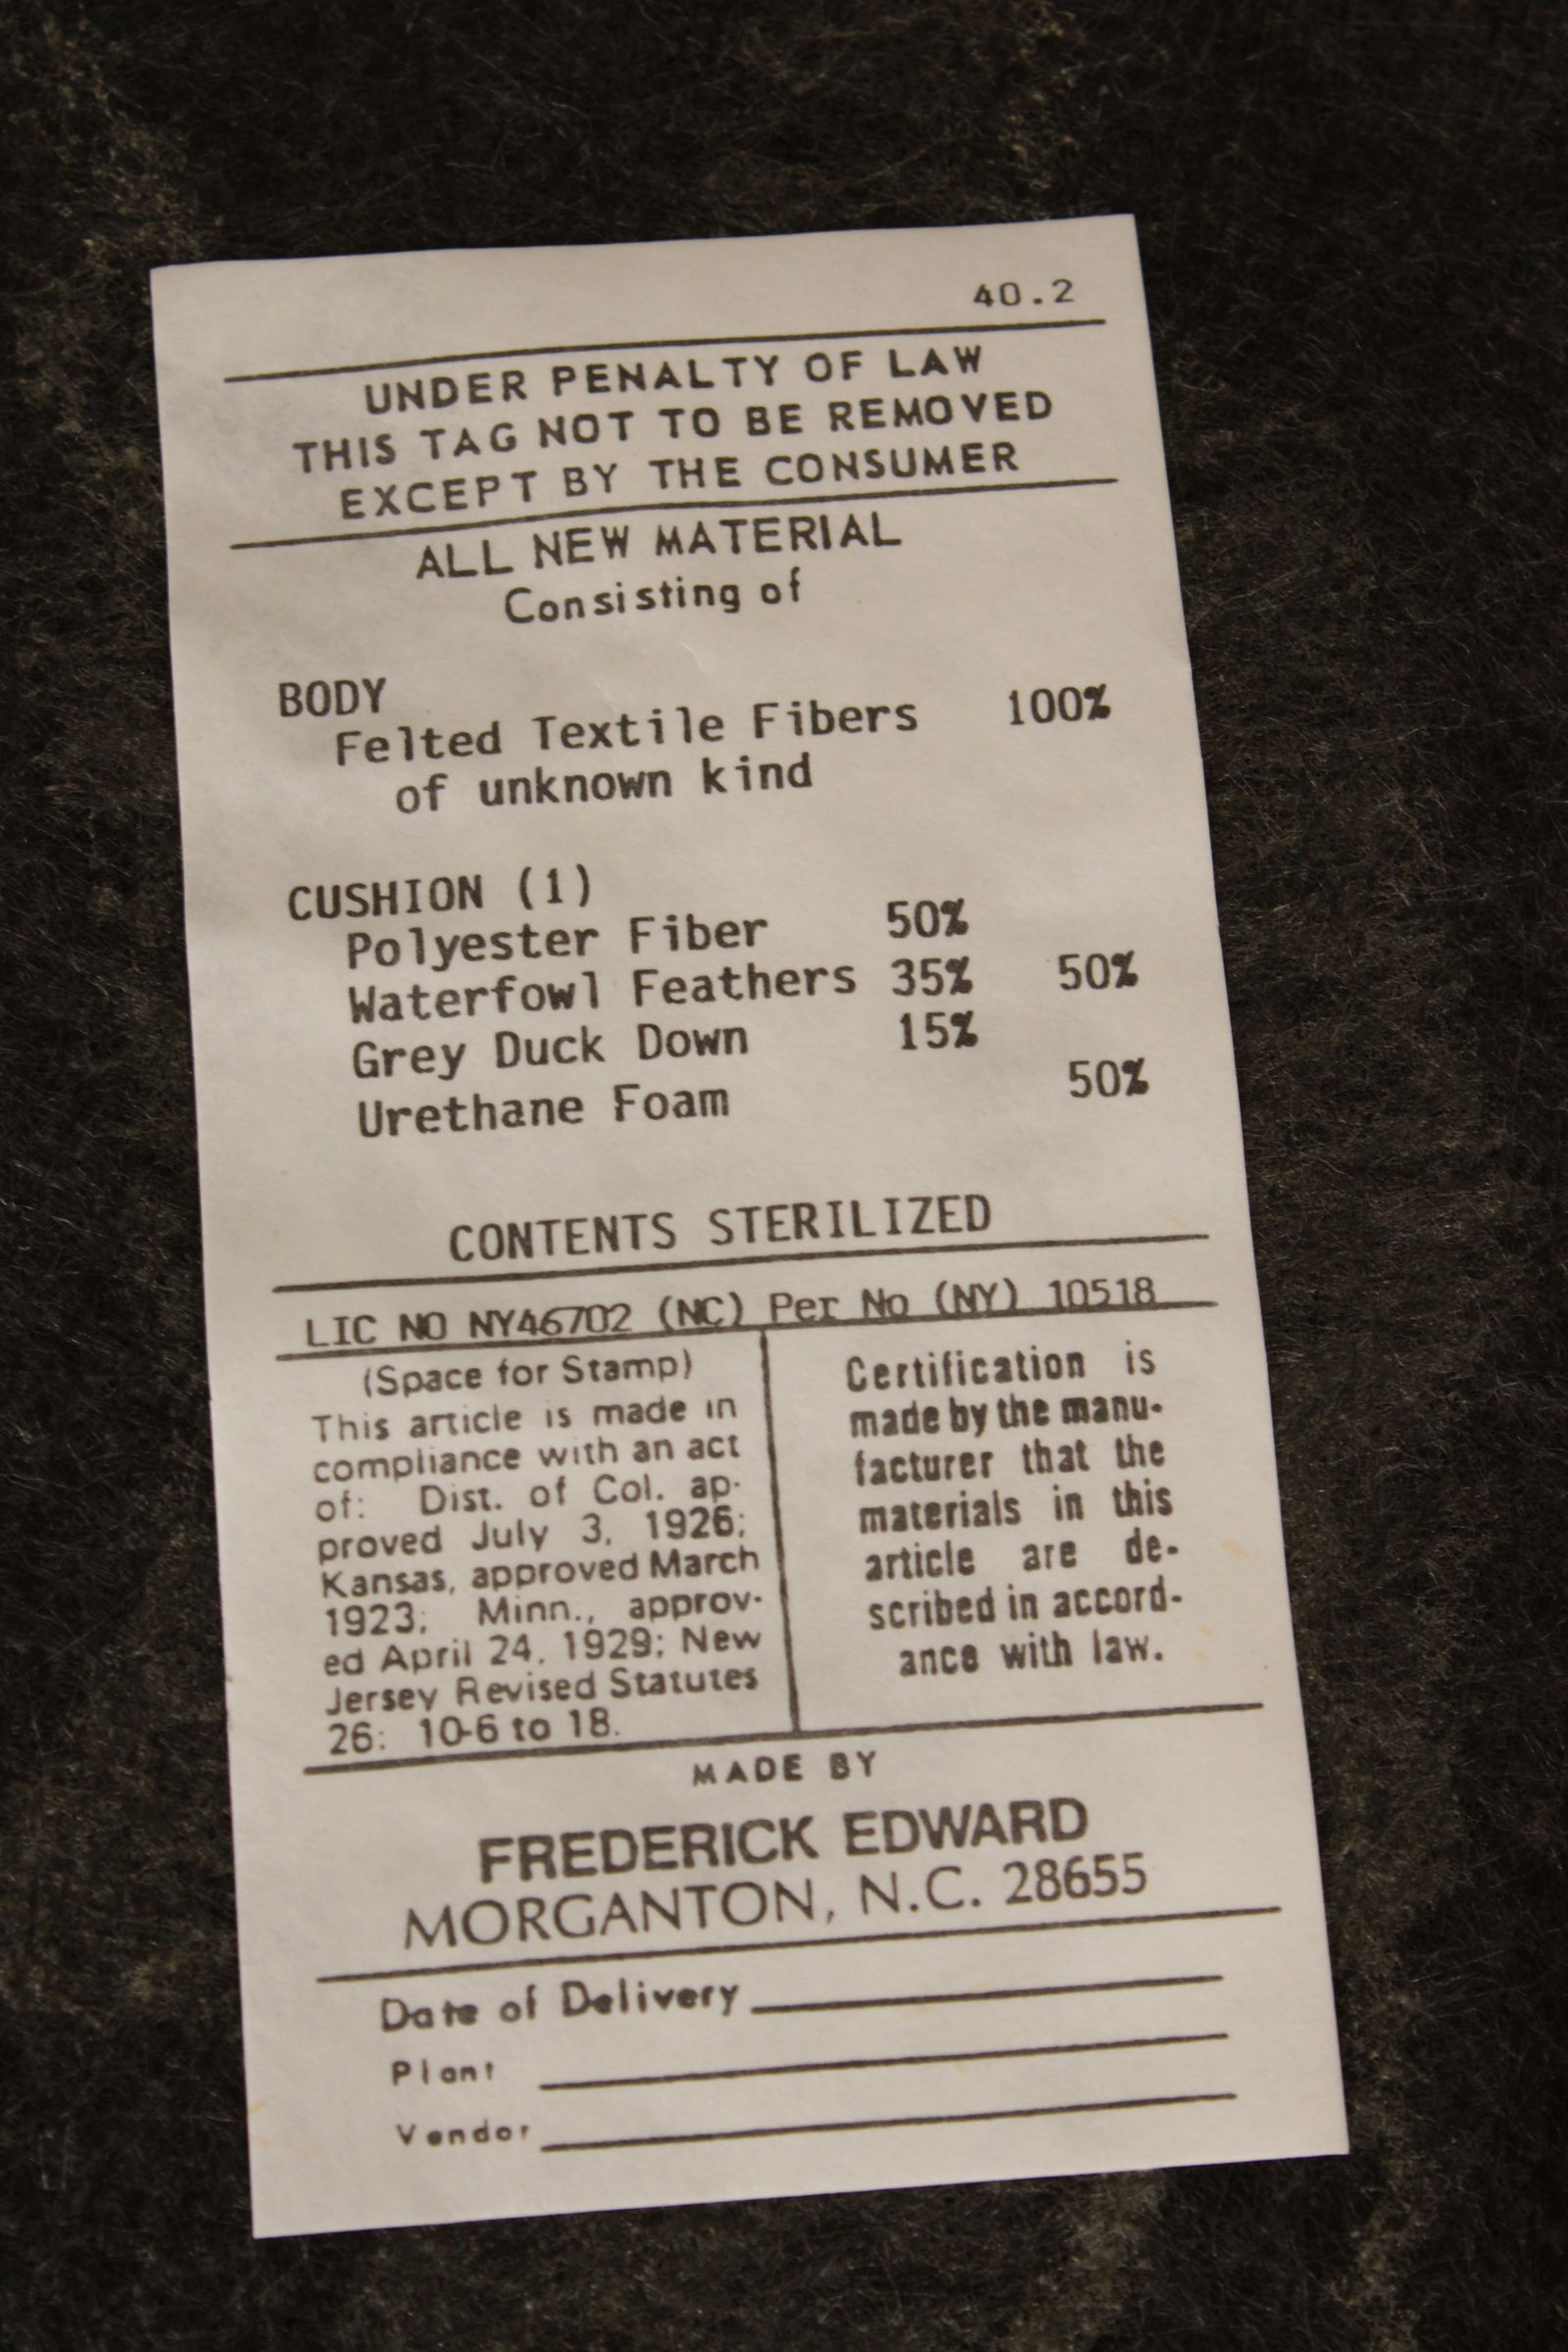 40.2
UNDER PENALTY OF LAW
THIS TAG NOT TO BE REMOVED
EXCEPT BY THE CONSUMER
ALL NEW MATERIAL
Consisting of
BODY
Felted Textile Fibers 100%
of unknown kind
CUSHION (1)
Polyester Fiber 50%
Waterfowl Feathers 35% 50%
Grey Duck Down 15%
Urethane Foam 50%
CONTENTS STERILIZED
LIC NO NY46702 (NC) Per No (NY) 10518
(Space for Stamp)
This article is made in
compliance with an act
of: Dist. of Col. ap-
proved July 3, 1926;
Kansas, approved March
1923; Minn., approv-
ed April 24, 1929; New
Jersey Revised Statutes
26: 10-6 to 18.
Certification is
made by the manu-
facturer that the
materials in this
article are de-
scribed in accord-
ance with law.
MADE BY
FREDERICK EDWARD
MORGANTON, N.C. 28655
Date of Delivery
Plant
Vendor